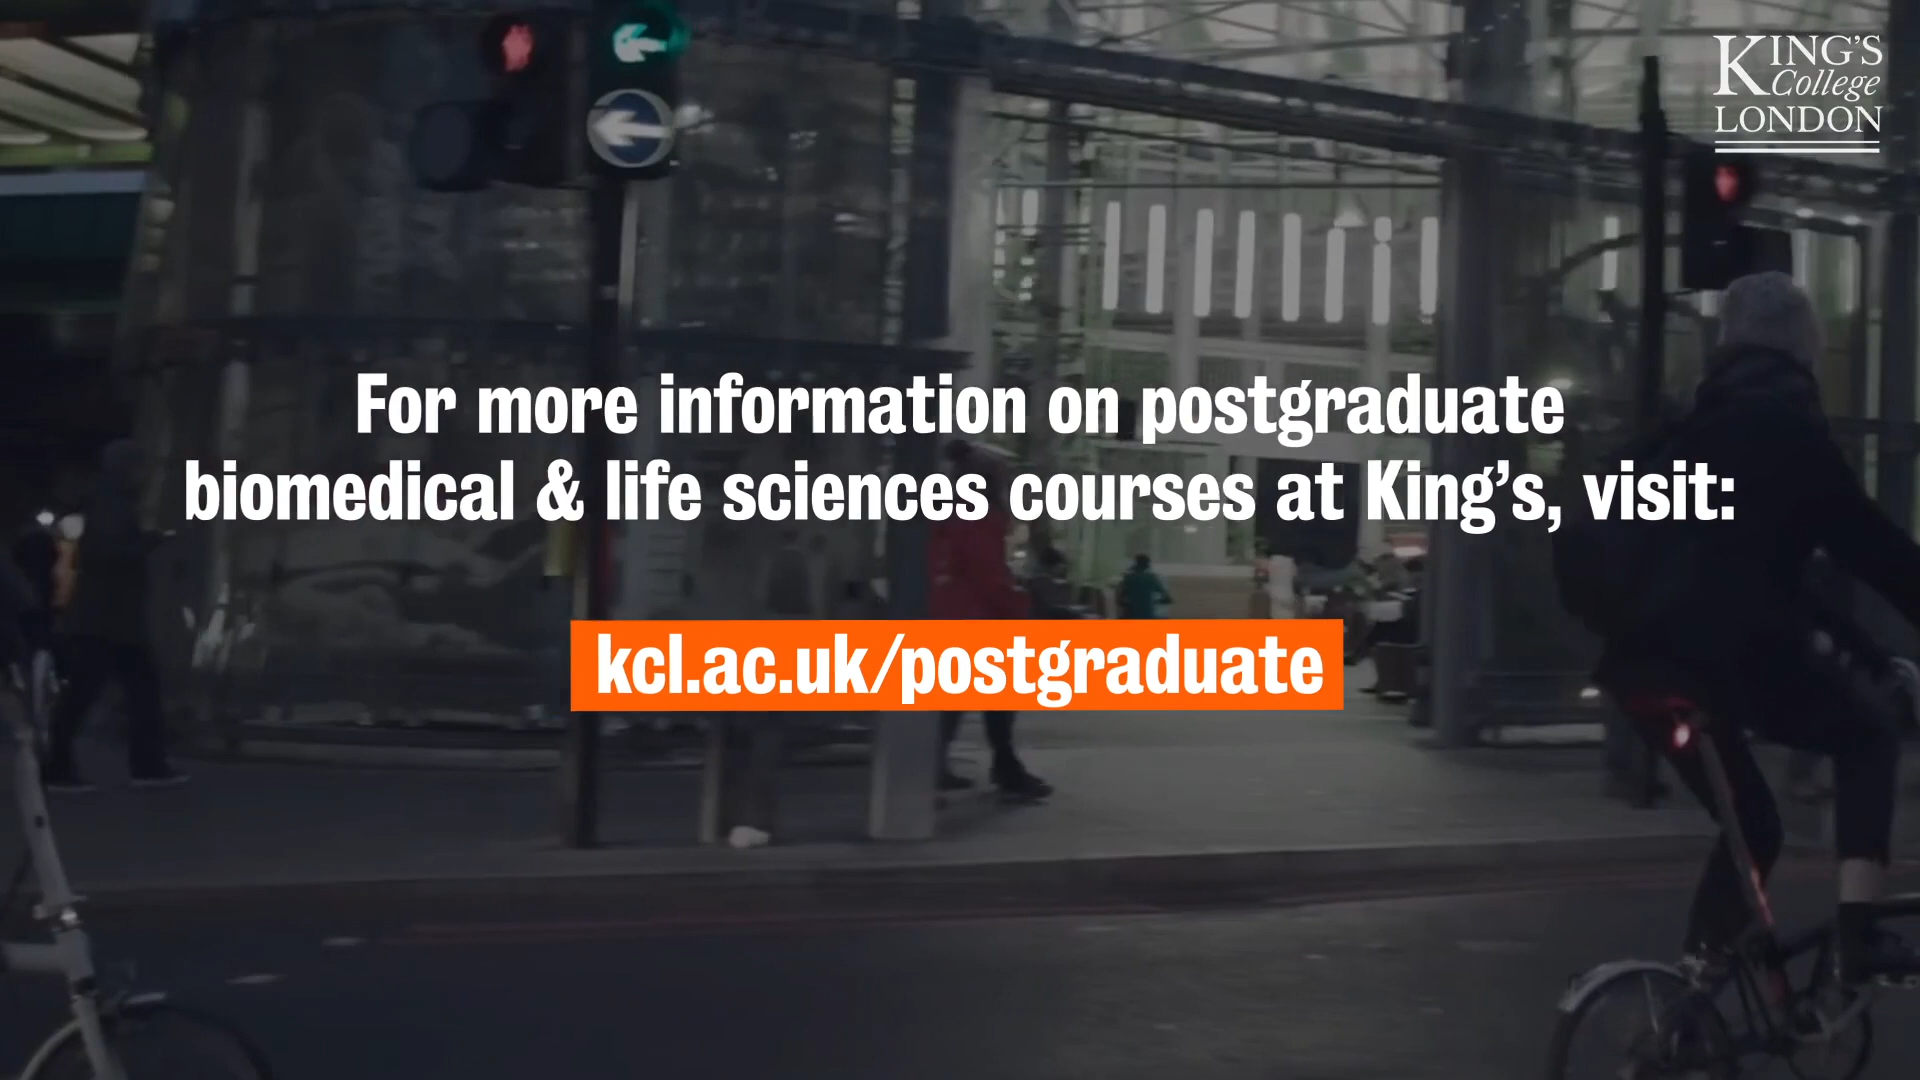 KING'S
College
LONDON
For more information on postgraduate
biomedical & life sciences courses at King’s, visit:
kcl.ac.uk/postgraduate